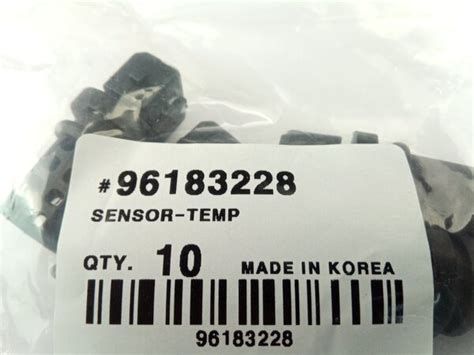 #96183228
SENSOR-TEMP
QTY. 10 MADE IN KOREA
96183228